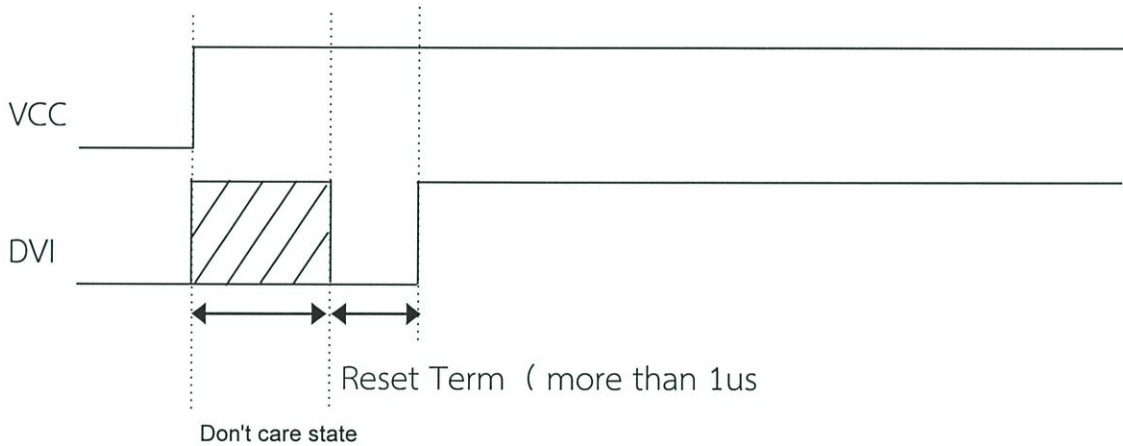 VCC
DVI
Reset Term ( more than 1us
Don't care state